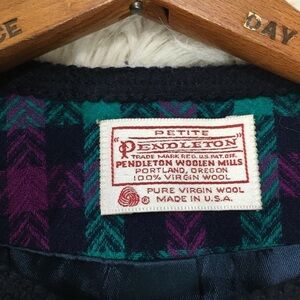 CE
DAY
PETITE
"PENDLETON"
TRADE MARK REG. U.S. PAT. OFF.
PENDLETON WOOLEN MILLS
PORTLAND, OREGON
100% VIRGIN WOOL
®
PURE VIRGIN WOOL
MADE IN U.S.A.